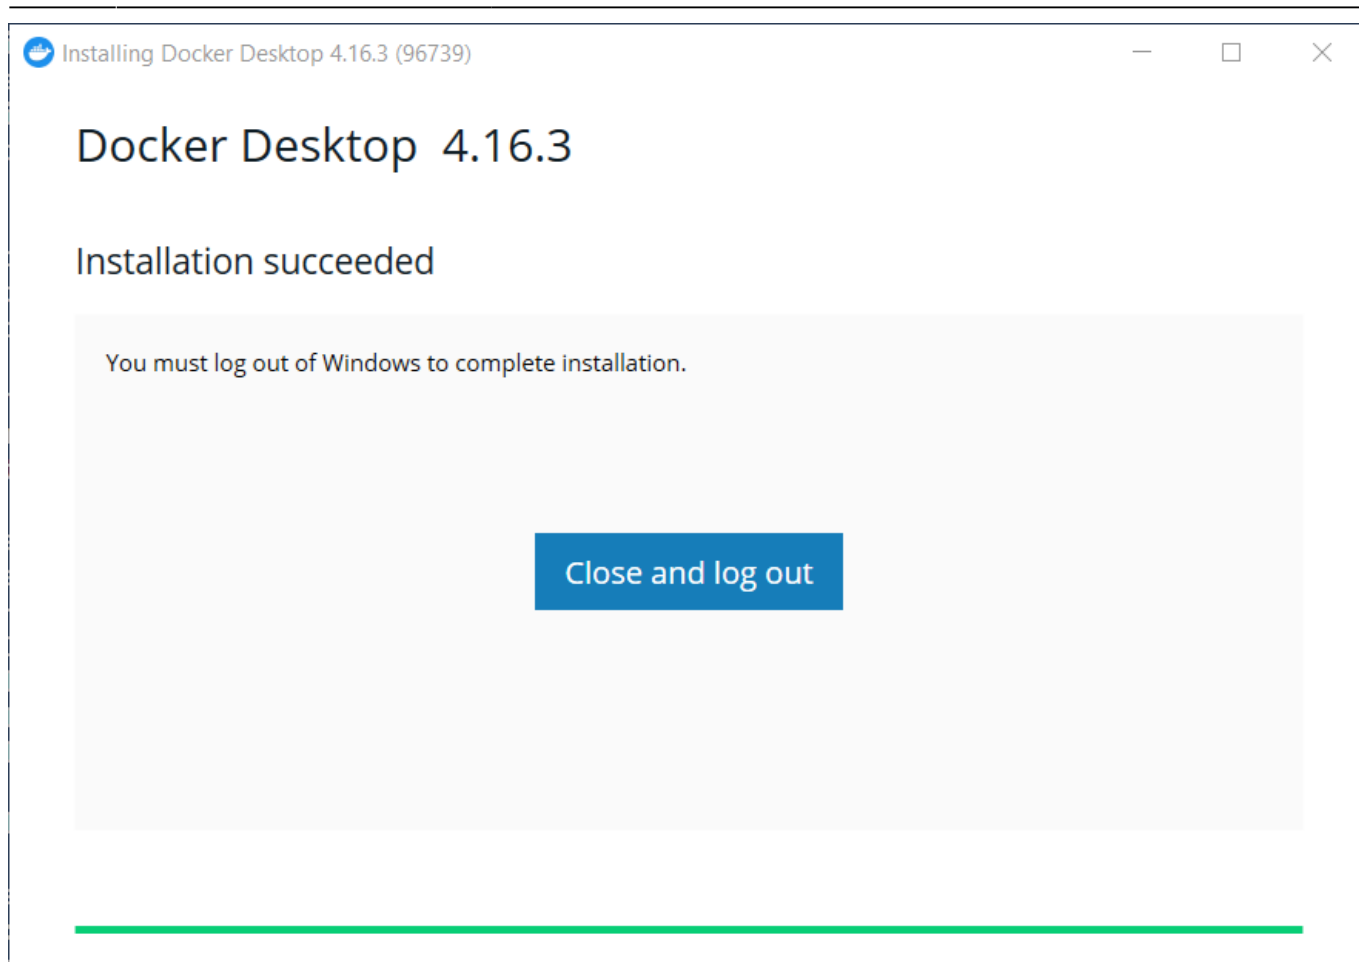 Installing Docker Desktop 4.16.3 (96739)
Docker Desktop 4.16.3
Installation succeeded
You must log out of Windows to complete installation.
Close and log out